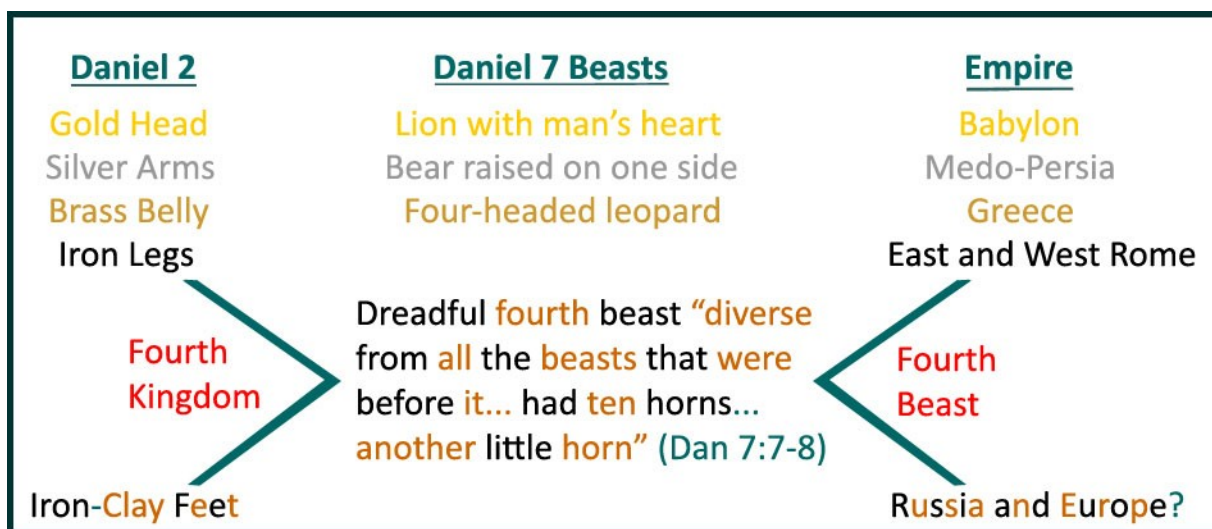 Daniel 2 Daniel 7 Beasts Empire
Gold Head Lion with man’s heart Babylon
Silver Arms Bear raised on one side Medo-Persia
Brass Belly Four-headed leopard Greece
Iron Legs East and West Rome
Fourth
Kingdom
Dreadful fourth beast “diverse
from all the beasts that were
before it... had ten horns...
another little horn” (Dan 7:7-8)
Fourth
Beast
Iron-Clay Feet Russia and Europe?